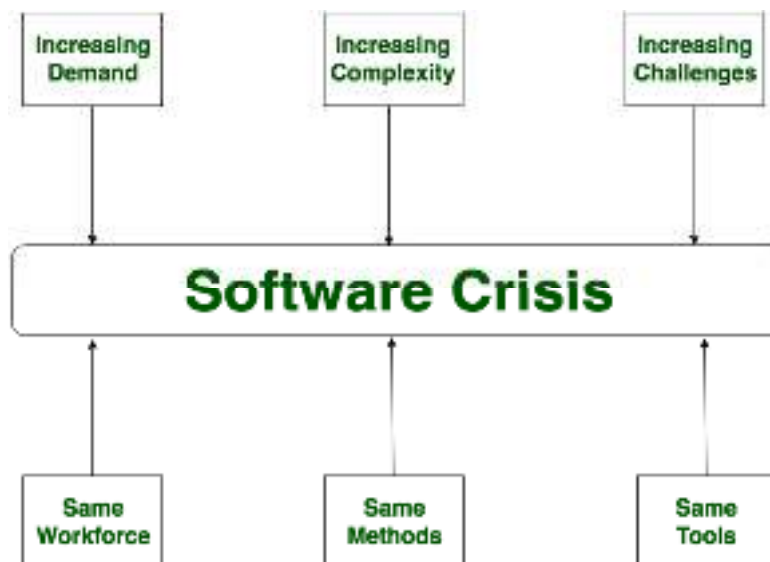 Increasing
Demand
Increasing
Complexity
Increasing
Challenges
Software Crisis
Same
Workforce
Same
Methods
Same
Tools